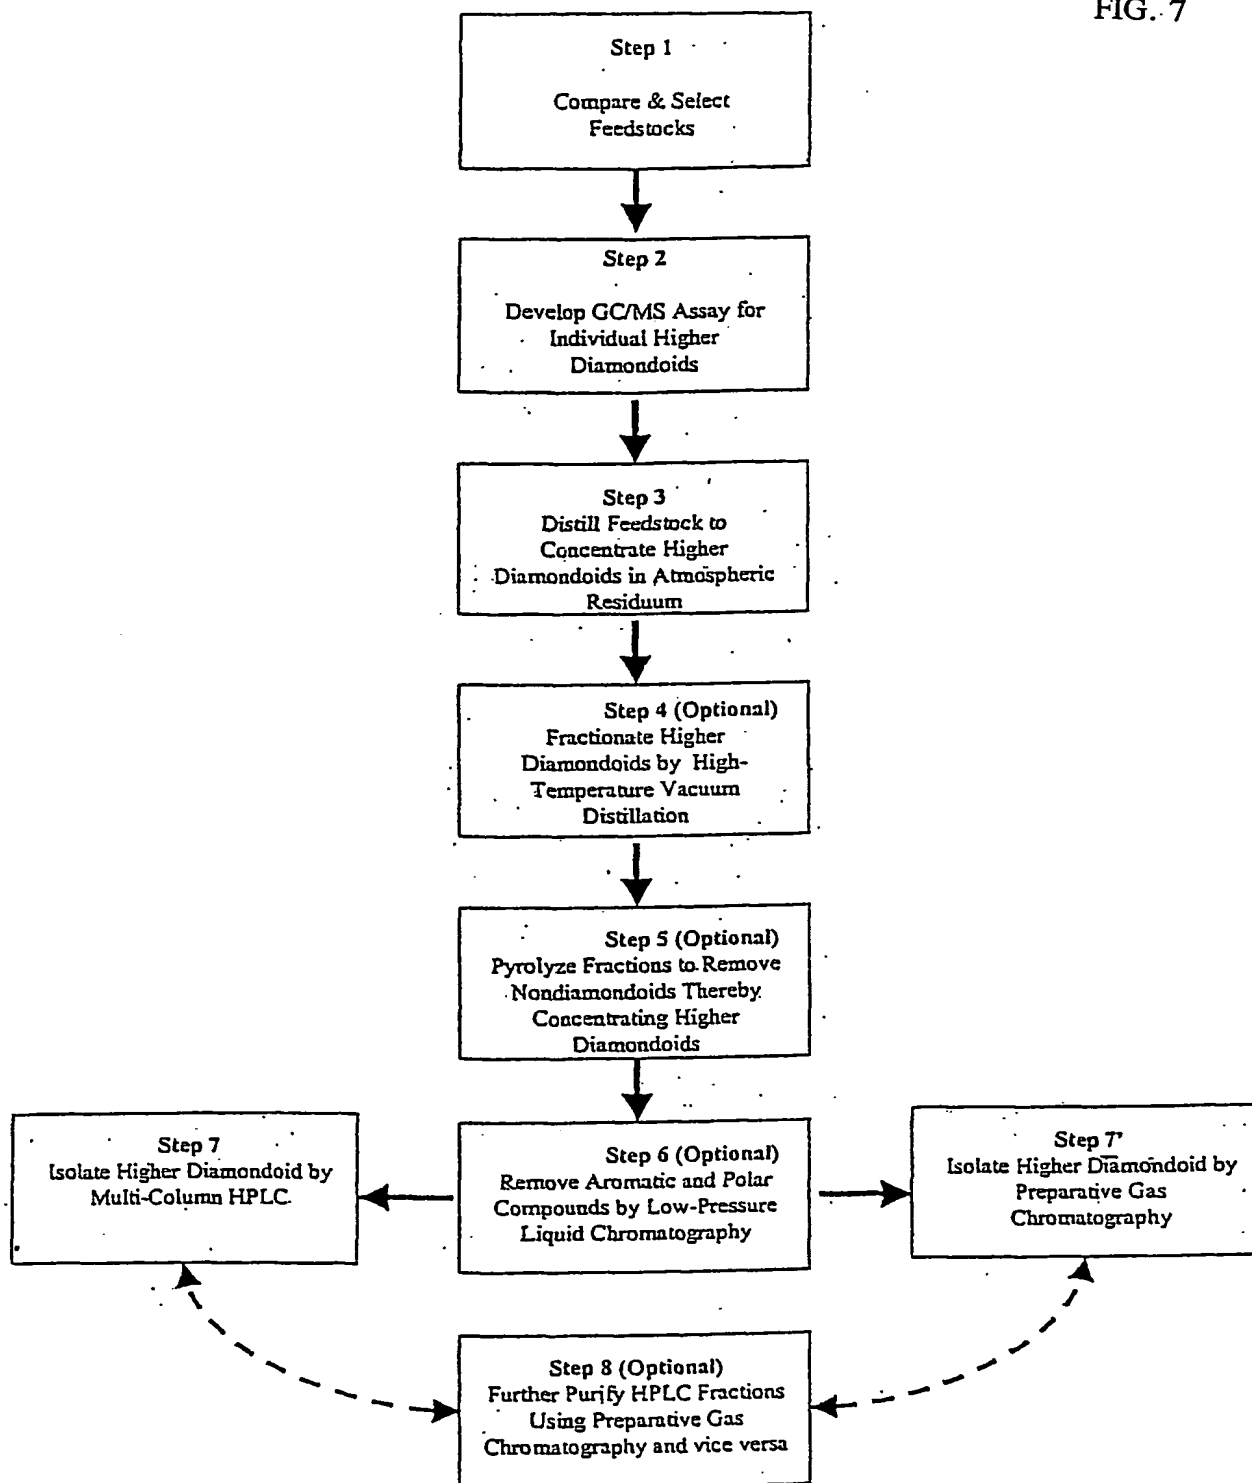 FIG. 7
Step 1
Compare & Select
Feedstocks
Step 2
Develop GC/MS Assay for
Individual Higher
Diamondoids
Step 3
Distill Feedstock to
Concentrate Higher
Diamondoids in Atmospheric
Residuum
Step 4 (Optional)
Fractionate Higher
Diamondoids by High-
Temperature Vacuum
Distillation
Step 5 (Optional)
Pyrolyze Fractions to Remove
Nondiamondoids Thereby
Concentrating Higher
Diamondoids
Step 6 (Optional)
Remove Aromatic and Polar
Compounds by Low-Pressure
Liquid Chromatography
Step 7
Isolate Higher Diamondoid by
Multi-Column HPLC
Step 7'
Isolate Higher Diamondoid by
Preparative Gas
Chromatography
Step 8 (Optional)
Further Purify HPLC Fractions
Using Preparative Gas
Chromatography and vice versa